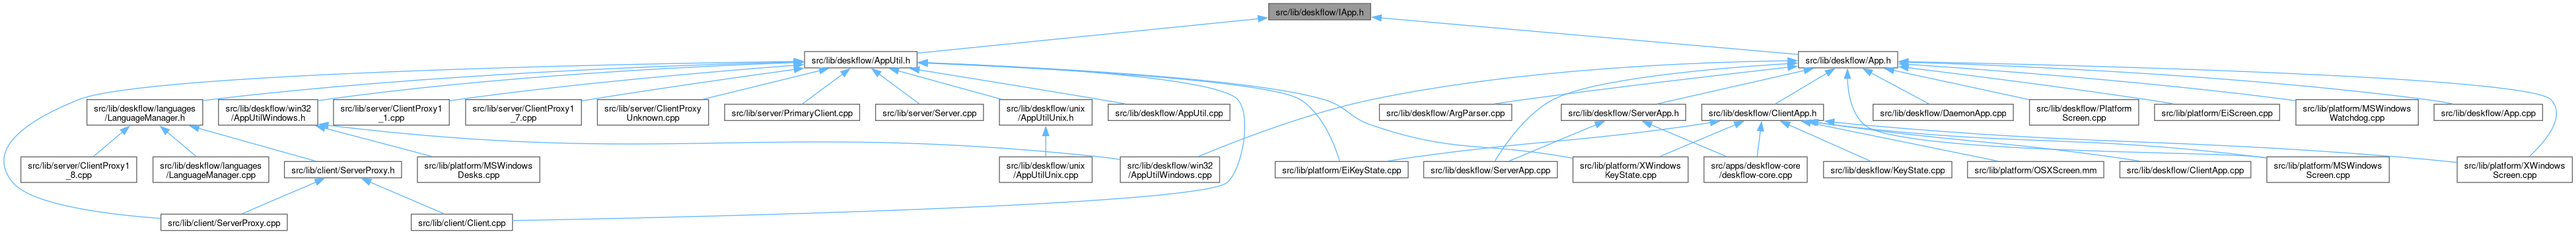 src/lib/deskflow/IApp.h
src/lib/deskflow/AppUtil.h
src/lib/deskflow/App.h
src/lib/deskflow/languages
/LanguageManager.h
src/lib/deskflow/win32
/AppUtilWindows.h
src/lib/server/ClientProxy1
_1.cpp
src/lib/server/ClientProxy1
_7.cpp
src/lib/server/ClientProxy
Unknown.cpp
src/lib/server/PrimaryClient.cpp
src/lib/server/Server.cpp
src/lib/deskflow/unix
/AppUtilUnix.h
src/lib/deskflow/AppUtil.cpp
src/lib/deskflow/ArgParser.cpp
src/lib/deskflow/ServerApp.h
src/lib/deskflow/ClientApp.h
src/lib/deskflow/DaemonApp.cpp
src/lib/deskflow/Platform
Screen.cpp
src/lib/platform/EiScreen.cpp
src/lib/platform/MSWindows
Watchdog.cpp
src/lib/deskflow/App.cpp
src/lib/server/ClientProxy1
_8.cpp
src/lib/deskflow/languages
/LanguageManager.cpp
src/lib/client/ServerProxy.h
src/lib/platform/MSWindows
Desks.cpp
src/lib/deskflow/unix
/AppUtilUnix.cpp
src/lib/deskflow/win32
/AppUtilWindows.cpp
src/lib/platform/EiKeyState.cpp
src/lib/deskflow/ServerApp.cpp
src/lib/platform/XWindows
KeyState.cpp
src/apps/deskflow-core
/deskflow-core.cpp
src/lib/deskflow/KeyState.cpp
src/lib/platform/OSXScreen.mm
src/lib/deskflow/ClientApp.cpp
src/lib/platform/MSWindows
Screen.cpp
src/lib/platform/XWindows
Screen.cpp
src/lib/client/ServerProxy.cpp
src/lib/client/Client.cpp